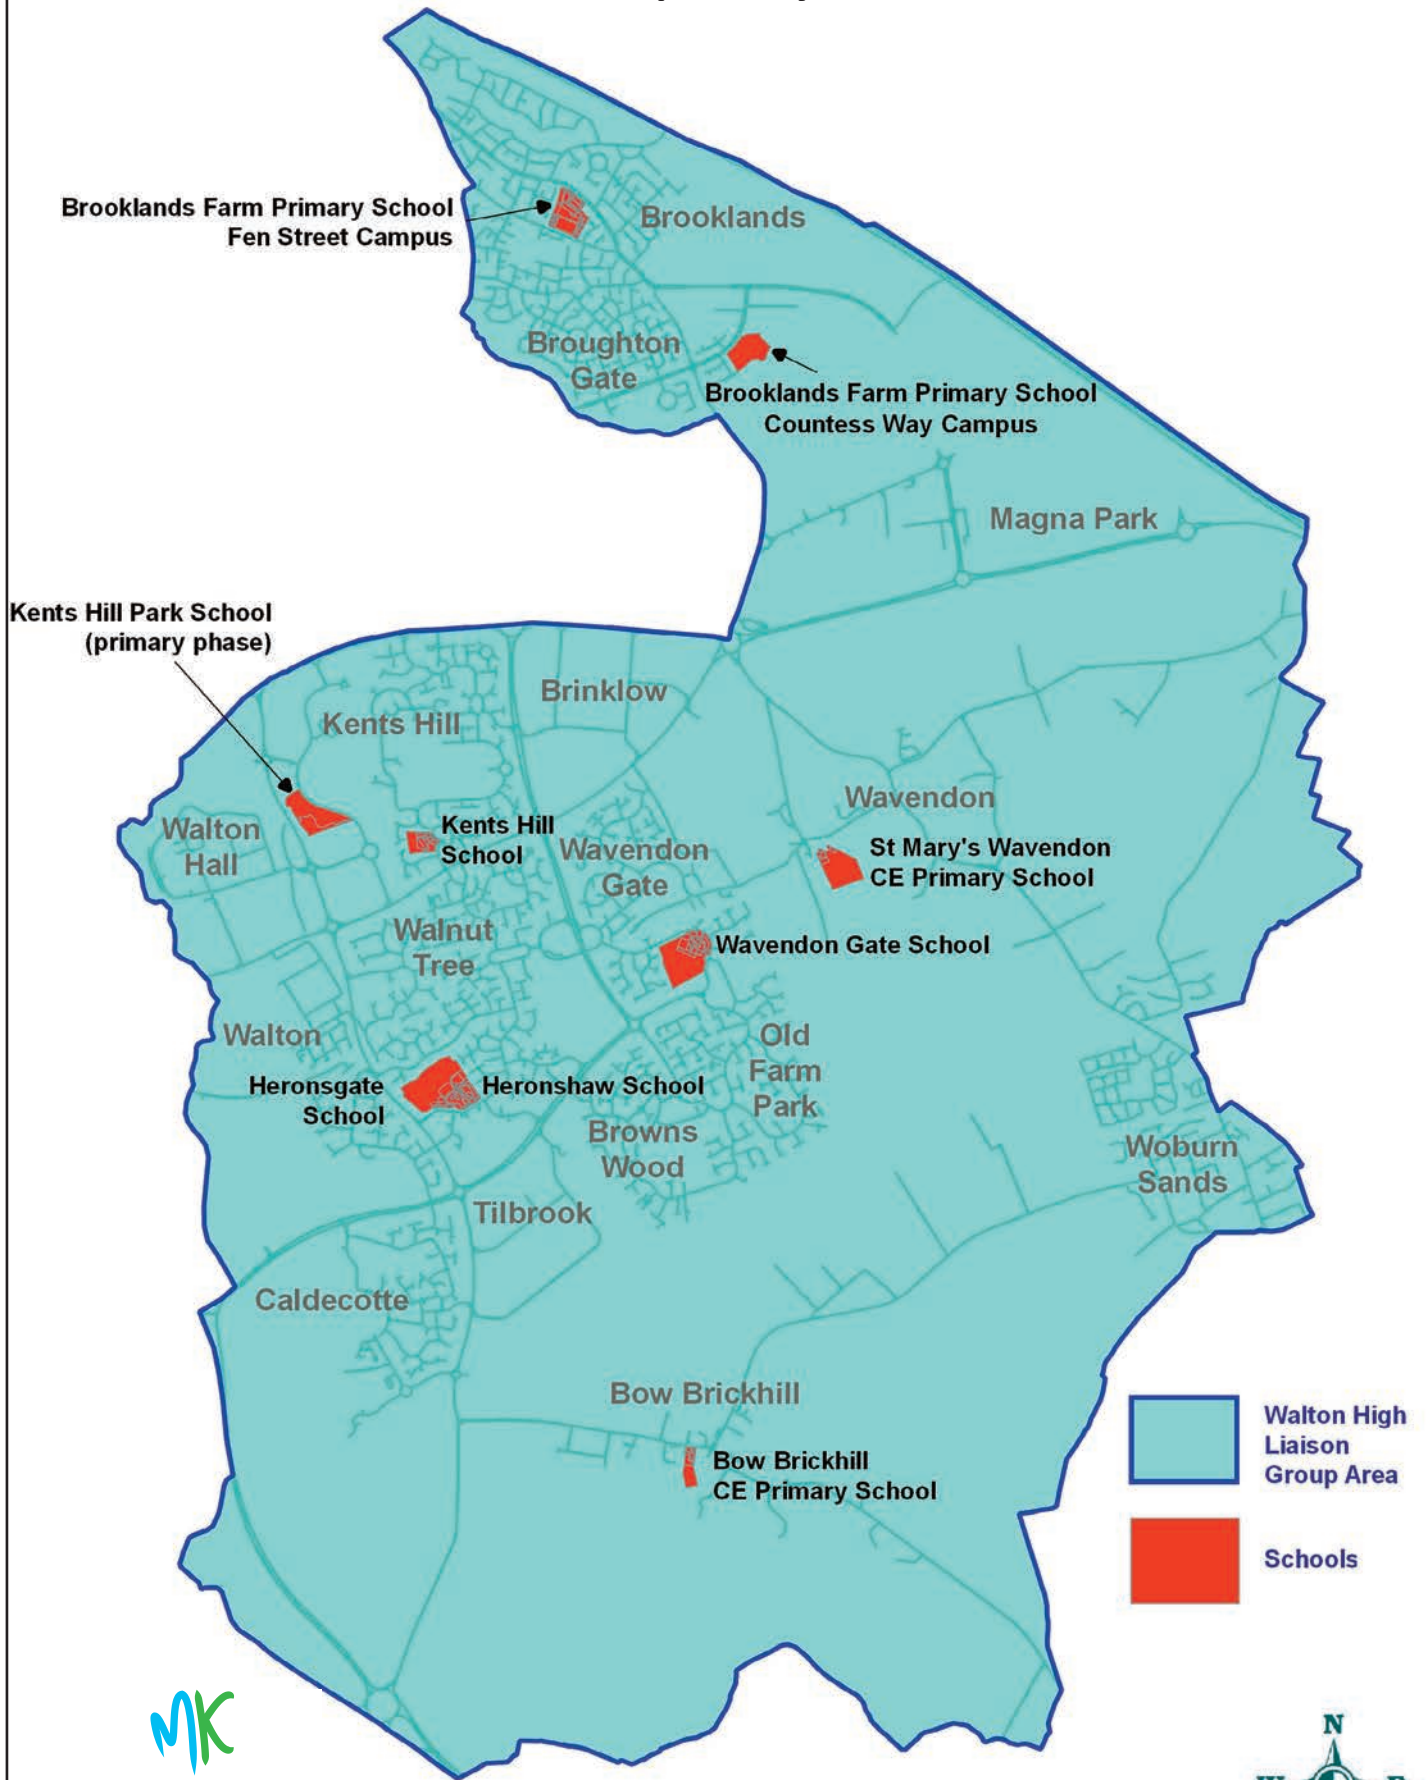 Brooklands Farm Primary School
Fen Street Campus
Brooklands
Broughton
Gate
Brooklands Farm Primary School
Countess Way Campus
Magna Park
Kents Hill Park School
(primary phase)
Brinklow
Kents Hill
Wavendon
Walton
Hall
Kents Hill
School
Wavendon
Gate
St Mary's Wavendon
CE Primary School
Walnut
Tree
Wavendon Gate School
Walton
Old
Farm
Park
Heronsgate
School
Heronshaw School
Browns
Wood
Woburn
Sands
Tilbrook
Caldecotte
Bow Brickhill
Bow Brickhill
CE Primary School
Walton High
Liaison
Group Area
Schools
MK
N